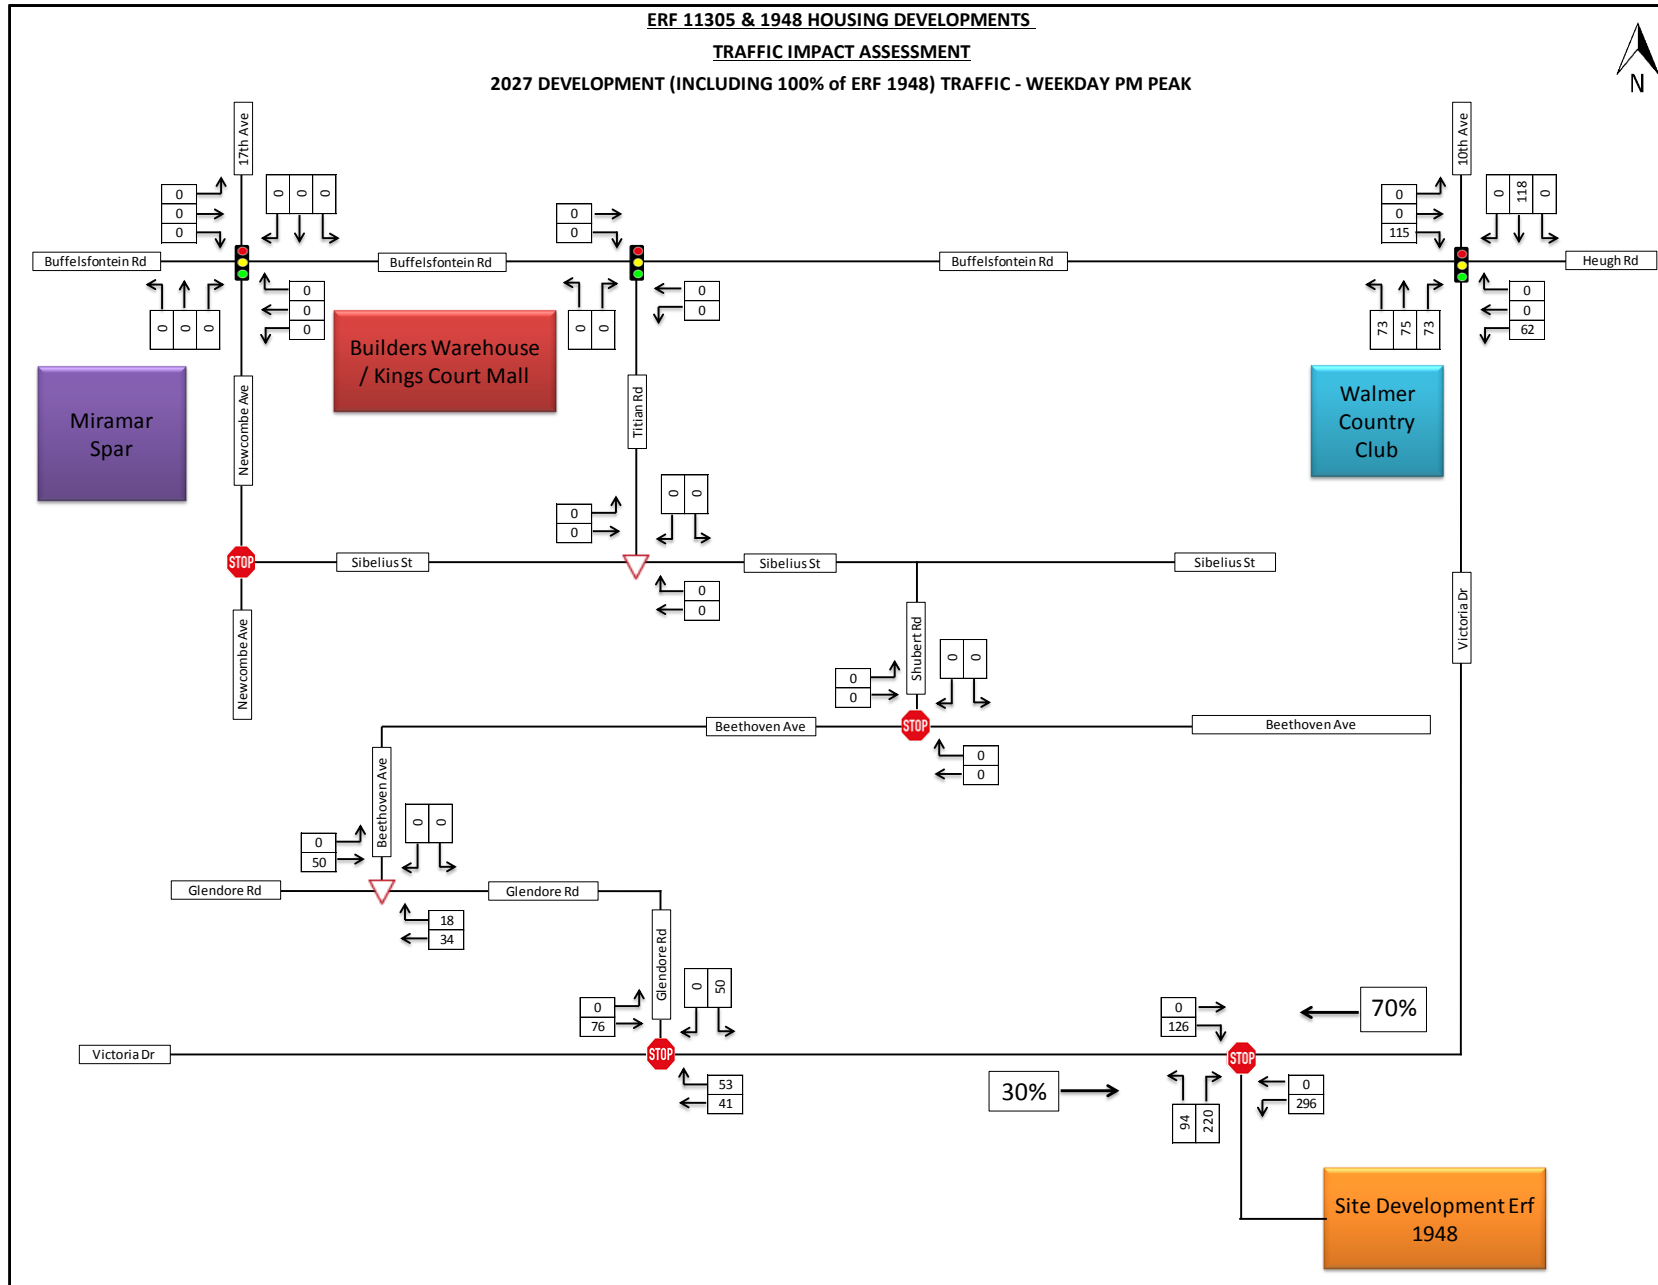 ERF 11305 & 1948 HOUSING DEVELOPMENTS
TRAFFIC IMPACT ASSESSMENT
2027 DEVELOPMENT (INCLUDING 100% of ERF 1948) TRAFFIC - WEEKDAY PM PEAK
N
17th Ave
0
0
0
0 0 0
0
0
10th Ave
0
0
115
0 118 0
Buffelsfontein Rd
Buffelsfontein Rd
Buffelsfontein Rd
Heugh Rd
0 0 0
0
0
0
0 0
0
0
73 75 73
0
0
62
Miramar
Spar
Builders Warehouse
/ Kings Court Mall
Walmer
Country
Club
Newcombe Ave
Titian Rd
0
0
0 0
STOP
Sibelius St
Sibelius St
Sibelius St
0
0
Newcombe Ave
Shubert Rd
Victoria Dr
0
0
0 0
Beethoven Ave
STOP
Beethoven Ave
0
0
Beethoven Ave
0
50
0 0
Glendore Rd
Glendore Rd
18
34
Glendore Rd
0
76
0 50
0
126
70%
Victoria Dr
STOP
STOP
53
41
30%
94 220
0
296
Site Development Erf
1948